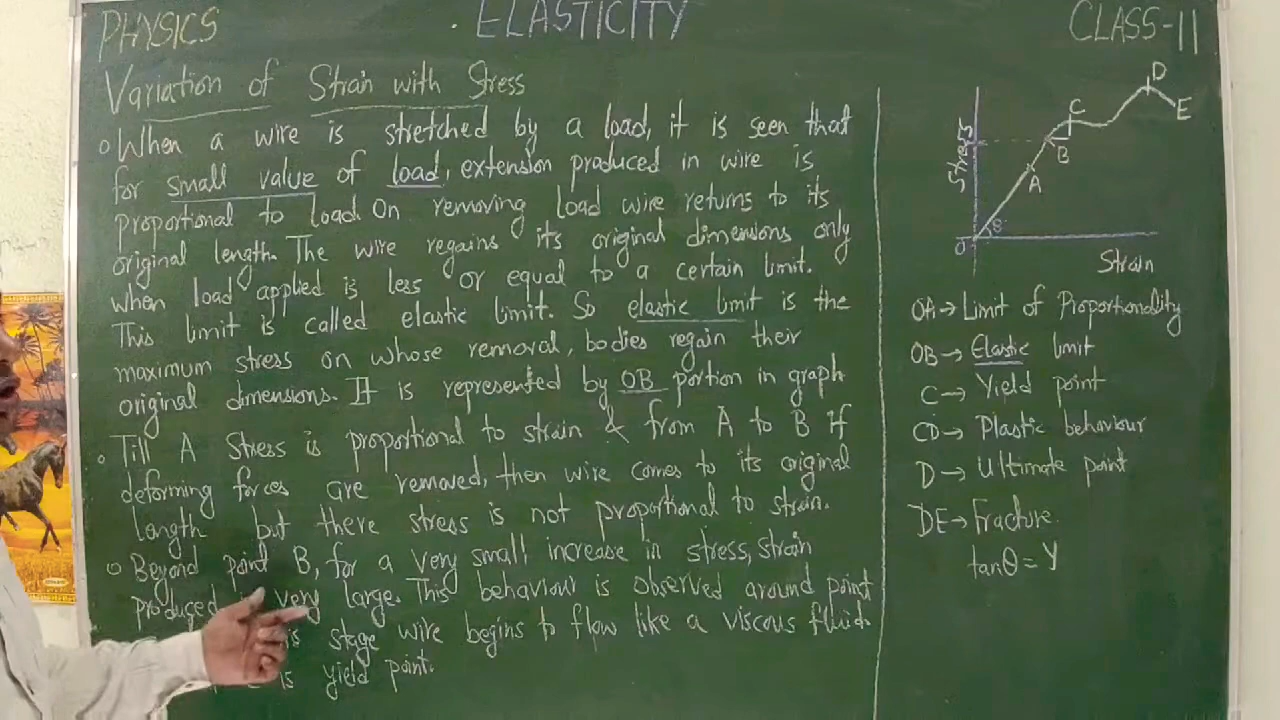 PHYSICS
ELASTICITY
CLASS-11
Variation of Strain with Stress
When a wire is stretched by a load, it is seen that
for small value of load, extension produced in wire is
proportional to load. On removing load wire returns to its
original length. The wire regains its original dimensions only
when load applied is less or equal to a certain limit.
This limit is called elastic limit. So elastic limit is the
maximum stress on whose removal, bodies regain their
original dimensions. It is represented by OB portion in graph
Till A stress is proportional to strain & from A to B if
deforming forces are removed, then wire comes to its original
length but there stress is not proportional to strain.
Beyond point B, for a very small increase in stress, strain
produced is very large. This behaviour is observed around point
stage wire begins to flow like a viscous fluid.
is yield point.
Stress
D
E
C
B
A
θ
O
Strain
OA→ Limit of Proportionality
OB→ Elastic limit
C→ Yield point
CD→ Plastic behaviour
D→ Ultimate point
DE→ Fracture
tanθ = Y